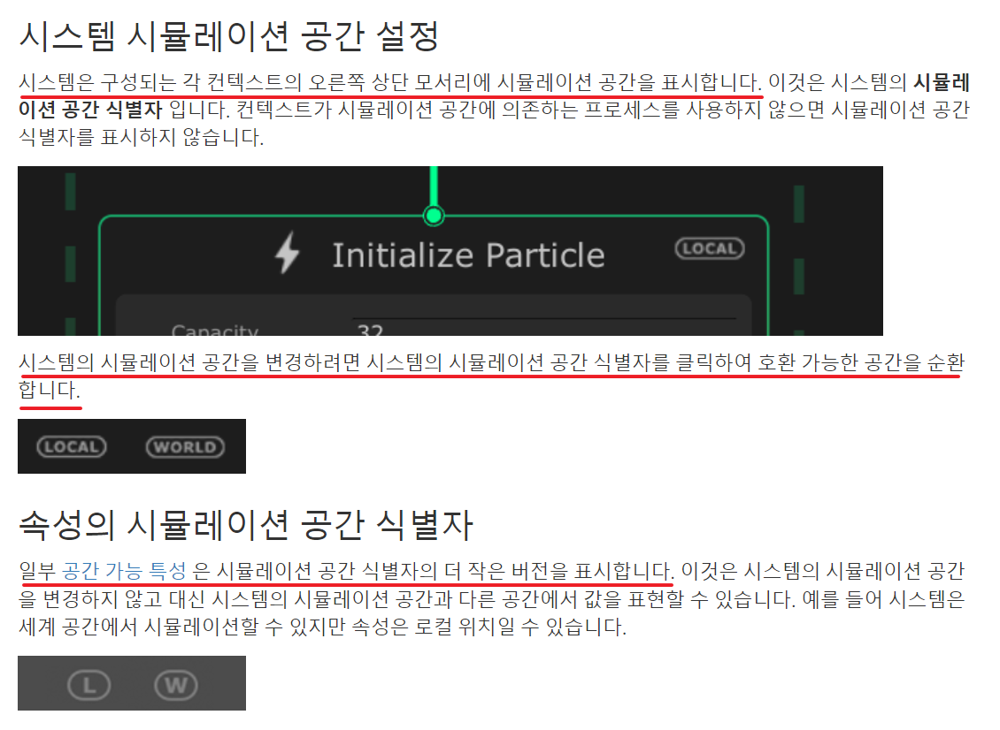 시스템 시뮬레이션 공간 설정
시스템은 구성되는 각 컨텍스트의 오른쪽 상단 모서리에 시뮬레이션 공간을 표시합니다. 이것은 시스템의 시뮬레
이션 공간 식별자 입니다. 컨텍스트가 시뮬레이션 공간에 의존하는 프로세스를 사용하지 않으면 시뮬레이션 공간
식별자를 표시하지 않습니다.
Initialize Particle LOCAL
Capacity 32
시스템의 시뮬레이션 공간을 변경하려면 시스템의 시뮬레이션 공간 식별자를 클릭하여 호환 가능한 공간을 순환
합니다.
LOCAL WORLD
속성의 시뮬레이션 공간 식별자
일부 공간 가능 특성 은 시뮬레이션 공간 식별자의 더 작은 버전을 표시합니다. 이것은 시스템의 시뮬레이션 공간
을 변경하지 않고 대신 시스템의 시뮬레이션 공간과 다른 공간에서 값을 표현할 수 있습니다. 예를 들어 시스템은
세계 공간에서 시뮬레이션할 수 있지만 속성은 로컬 위치일 수 있습니다.
L W